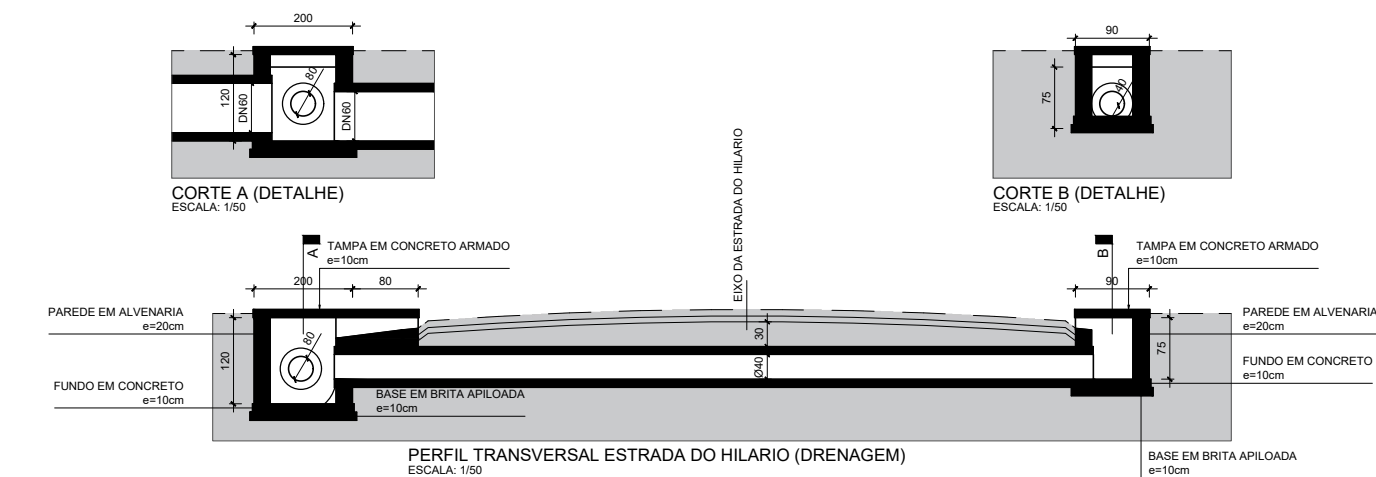 200
90
80
120
DN60
DN60
75
40
CORTE A (DETALHE)
ESCALA: 1/50
CORTE B (DETALHE)
ESCALA: 1/50
EIXO DA ESTRADA DO HILARIO
A
TAMPA EM CONCRETO ARMADO
e=10cm
B
TAMPA EM CONCRETO ARMADO
e=10cm
200
80
90
PAREDE EM ALVENARIA
e=20cm
PAREDE EM ALVENARIA
e=20cm
80
120
30
Ø40
75
FUNDO EM CONCRETO
e=10cm
BASE EM BRITA APILOADA
e=10cm
FUNDO EM CONCRETO
e=10cm
PERFIL TRANSVERSAL ESTRADA DO HILARIO (DRENAGEM)
ESCALA: 1/50
BASE EM BRITA APILOADA
e=10cm